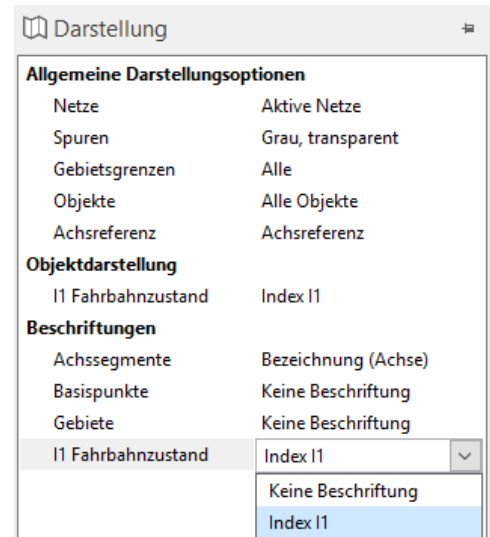 Darstellung
Allgemeine Darstellungsoptionen
Netze Aktive Netze
Spuren Grau, transparent
Gebietsgrenzen Alle
Objekte Alle Objekte
Achsreferenz Achsreferenz
Objektdarstellung
I1 Fahrbahnzustand Index I1
Beschriftungen
Achssegmente Bezeichnung (Achse)
Basispunkte Keine Beschriftung
Gebiete Keine Beschriftung
I1 Fahrbahnzustand Index I1
Keine Beschriftung
Index I1